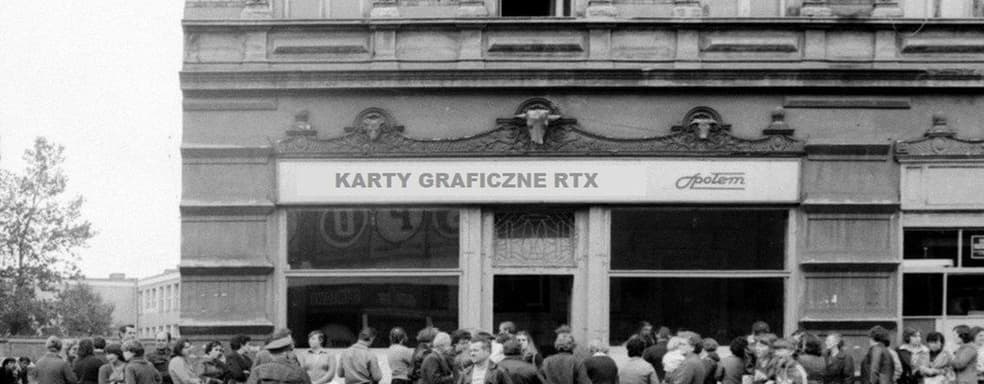 KARTY GRAFICZNE RTX
Społem